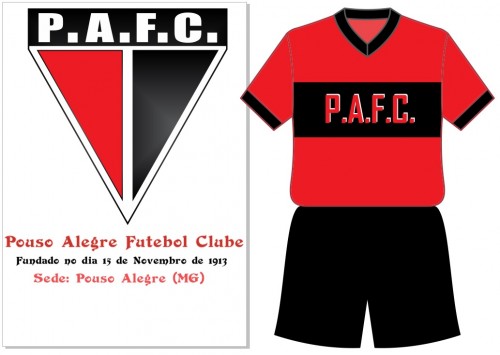 P.A.F.C.
Pouso Alegre Futebol Clube
Fundado no dia 15 de Novembro de 1913
Sede: Pouso Alegre (MG)
P.A.F.C.